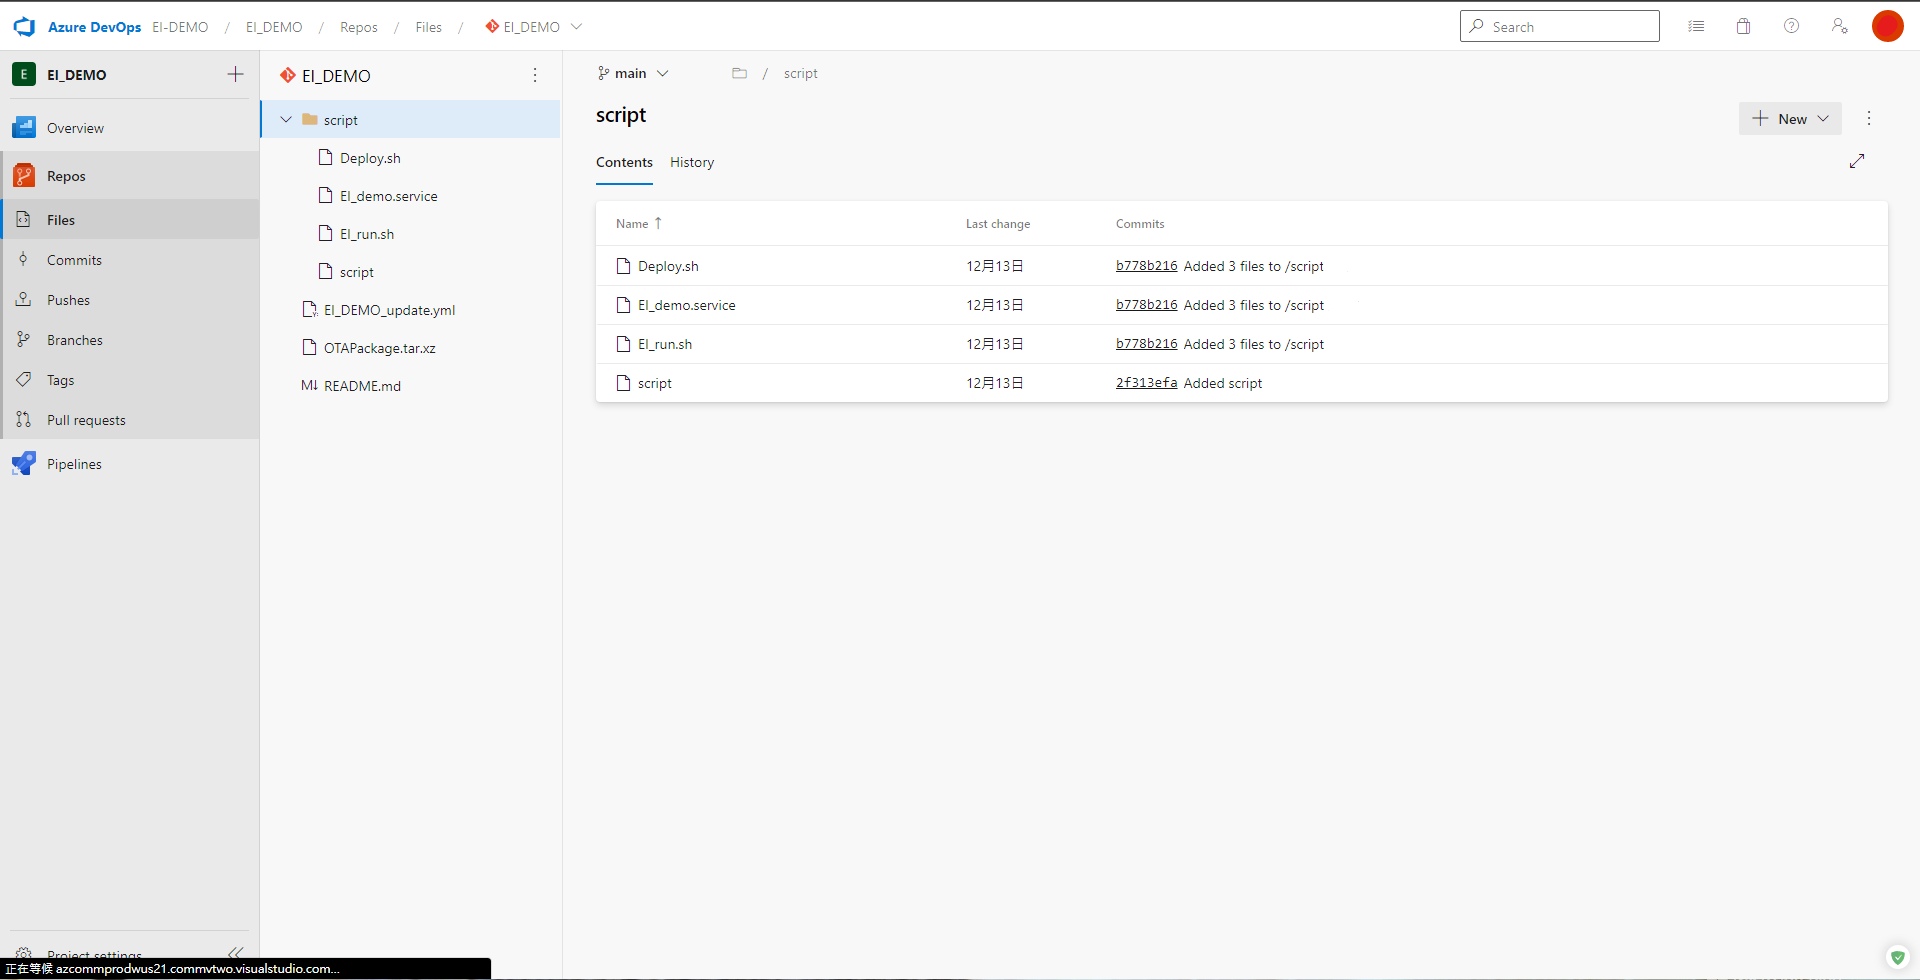 Azure DevOps EI-DEMO / EI_DEMO / Repos / Files / EI_DEMO
Search
E EI_DEMO
Overview
Repos
Files
Commits
Pushes
Branches
Tags
Pull requests
Pipelines
Project settings
正在等候 azcommprodwus21.commvtwo.visualstudio.com...
EI_DEMO
script
Deploy.sh
EI_demo.service
EI_run.sh
script
EI_DEMO_update.yml
OTAPackage.tar.xz
M↓ README.md
main / script
script
New
Contents History
Name ↑ Last change Commits
Deploy.sh 12月13日 b778b216 Added 3 files to /script
EI_demo.service 12月13日 b778b216 Added 3 files to /script
EI_run.sh 12月13日 b778b216 Added 3 files to /script
script 12月13日 2f313efa Added script